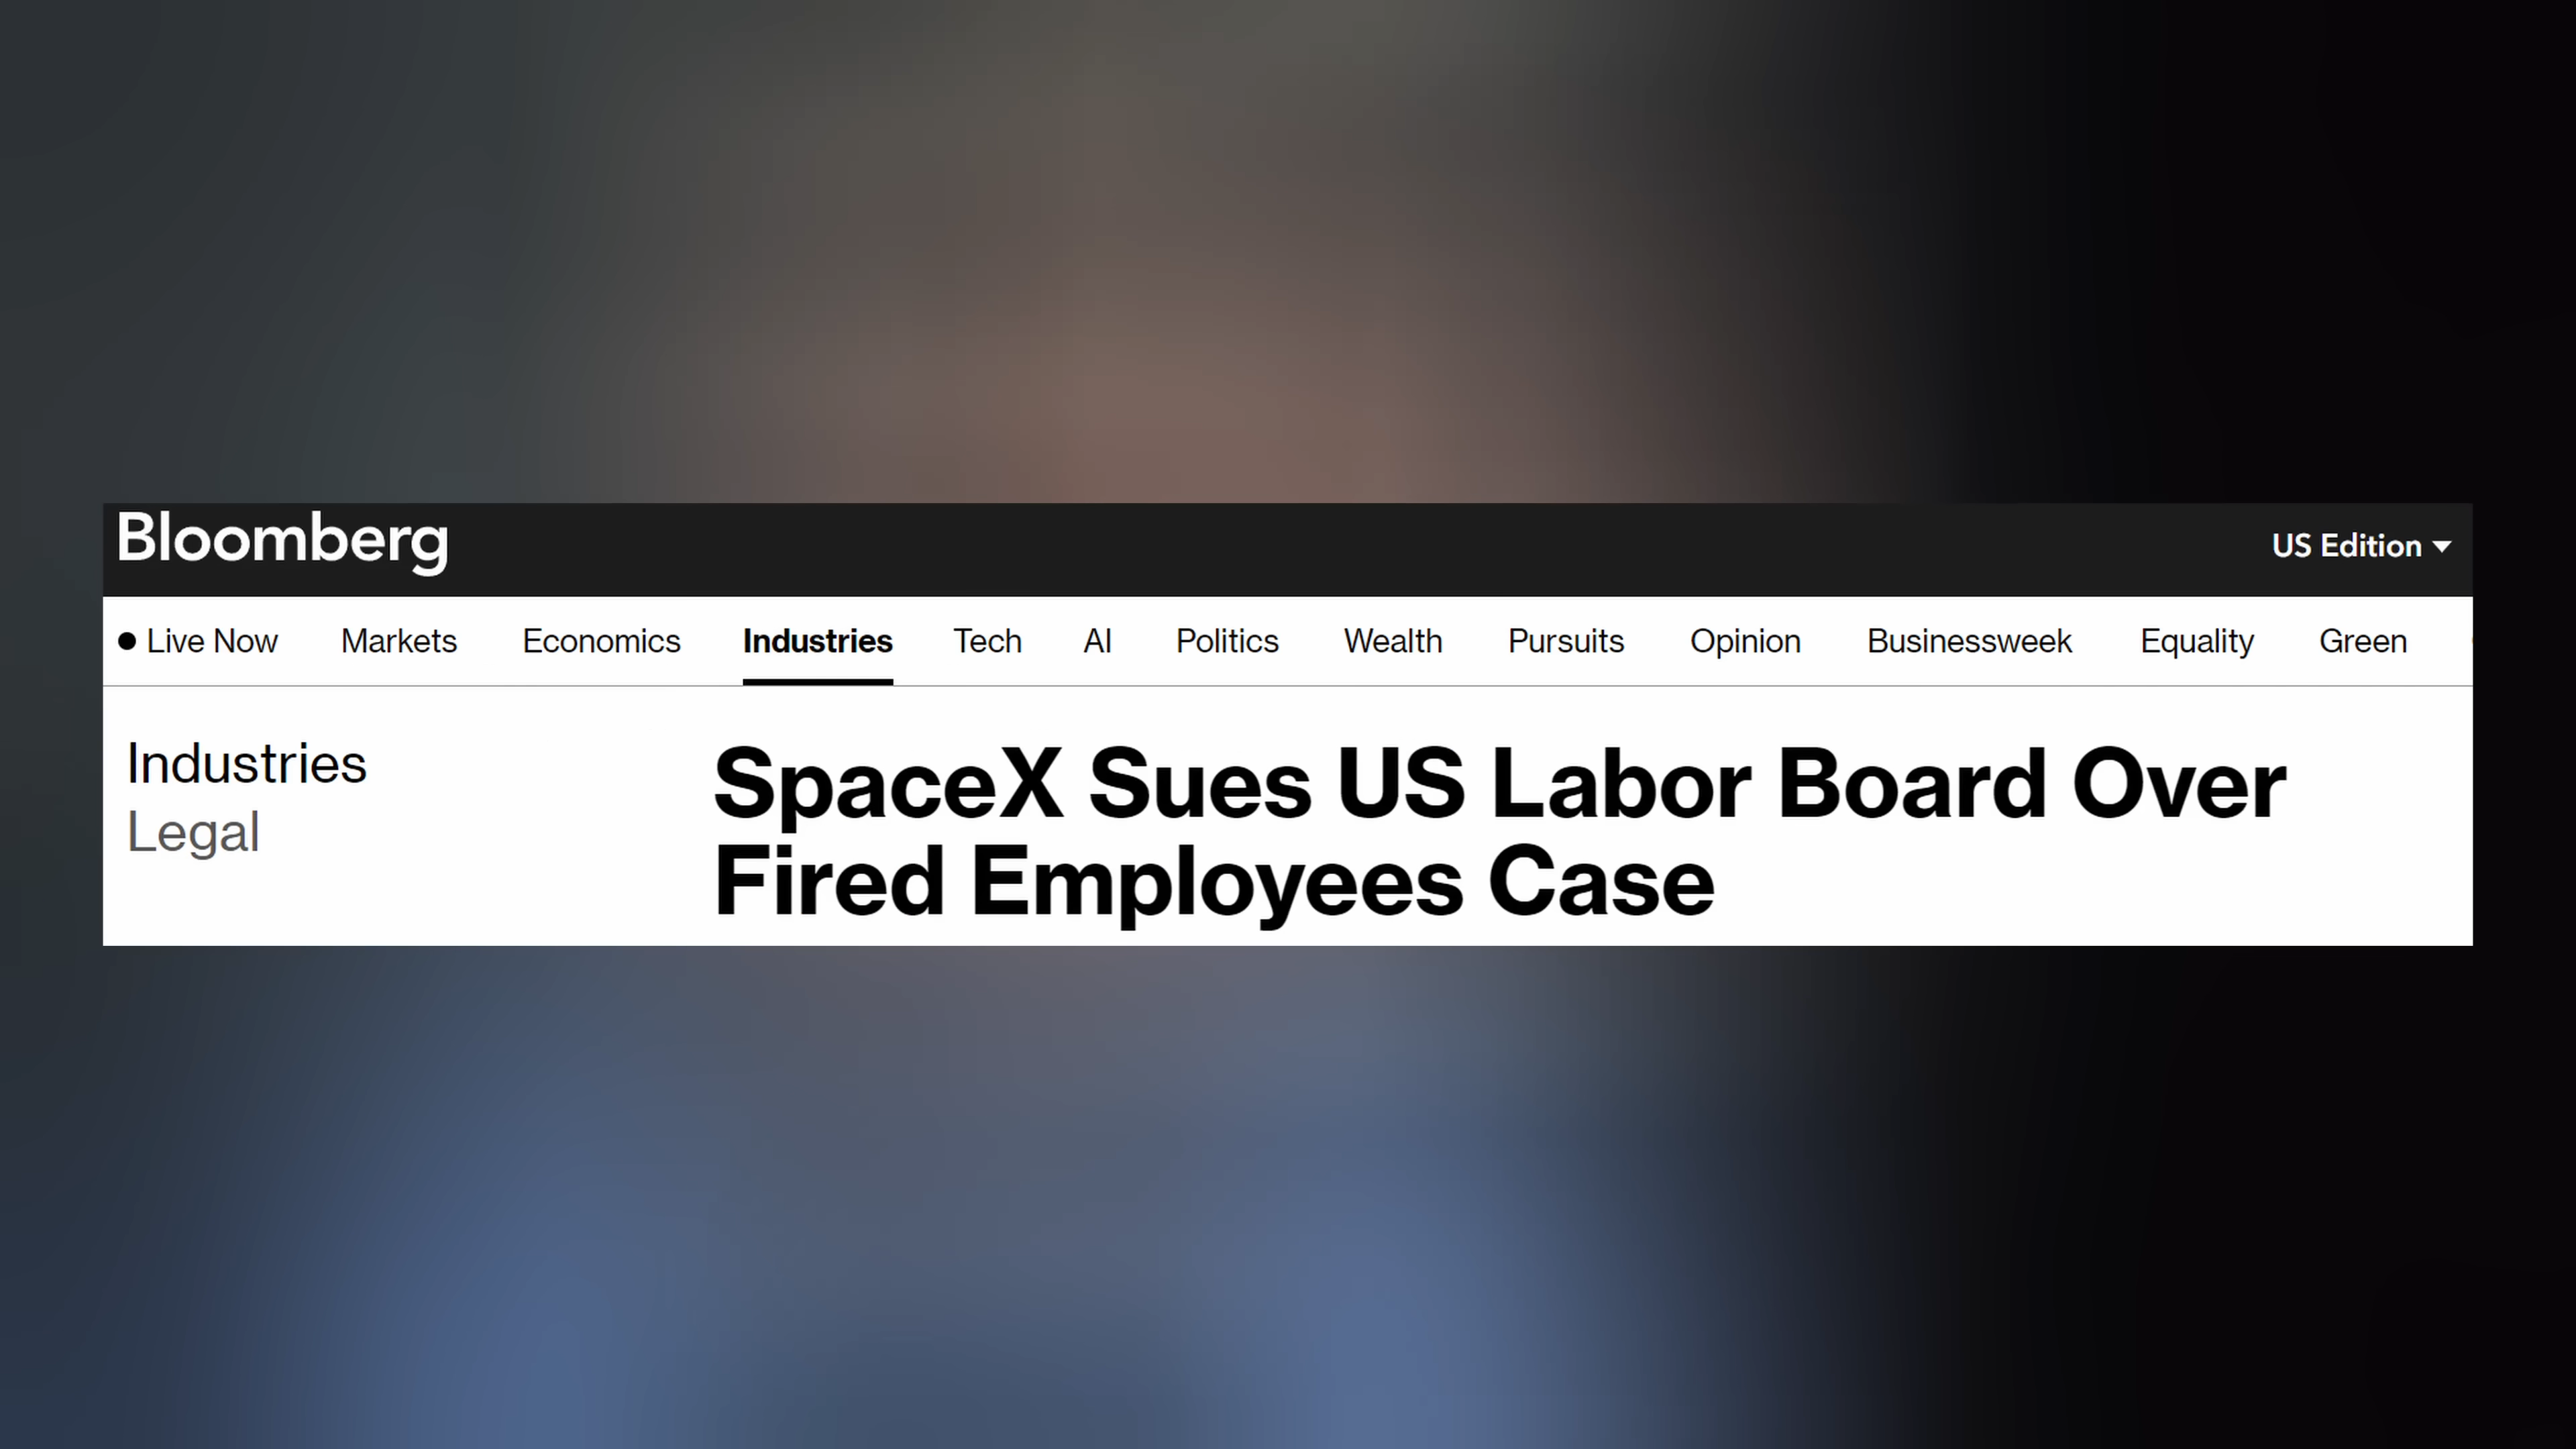 Bloomberg
US Edition
Live Now Markets Economics Industries Tech AI Politics Wealth Pursuits Opinion Businessweek Equality Green
Industries
Legal
SpaceX Sues US Labor Board Over
Fired Employees Case